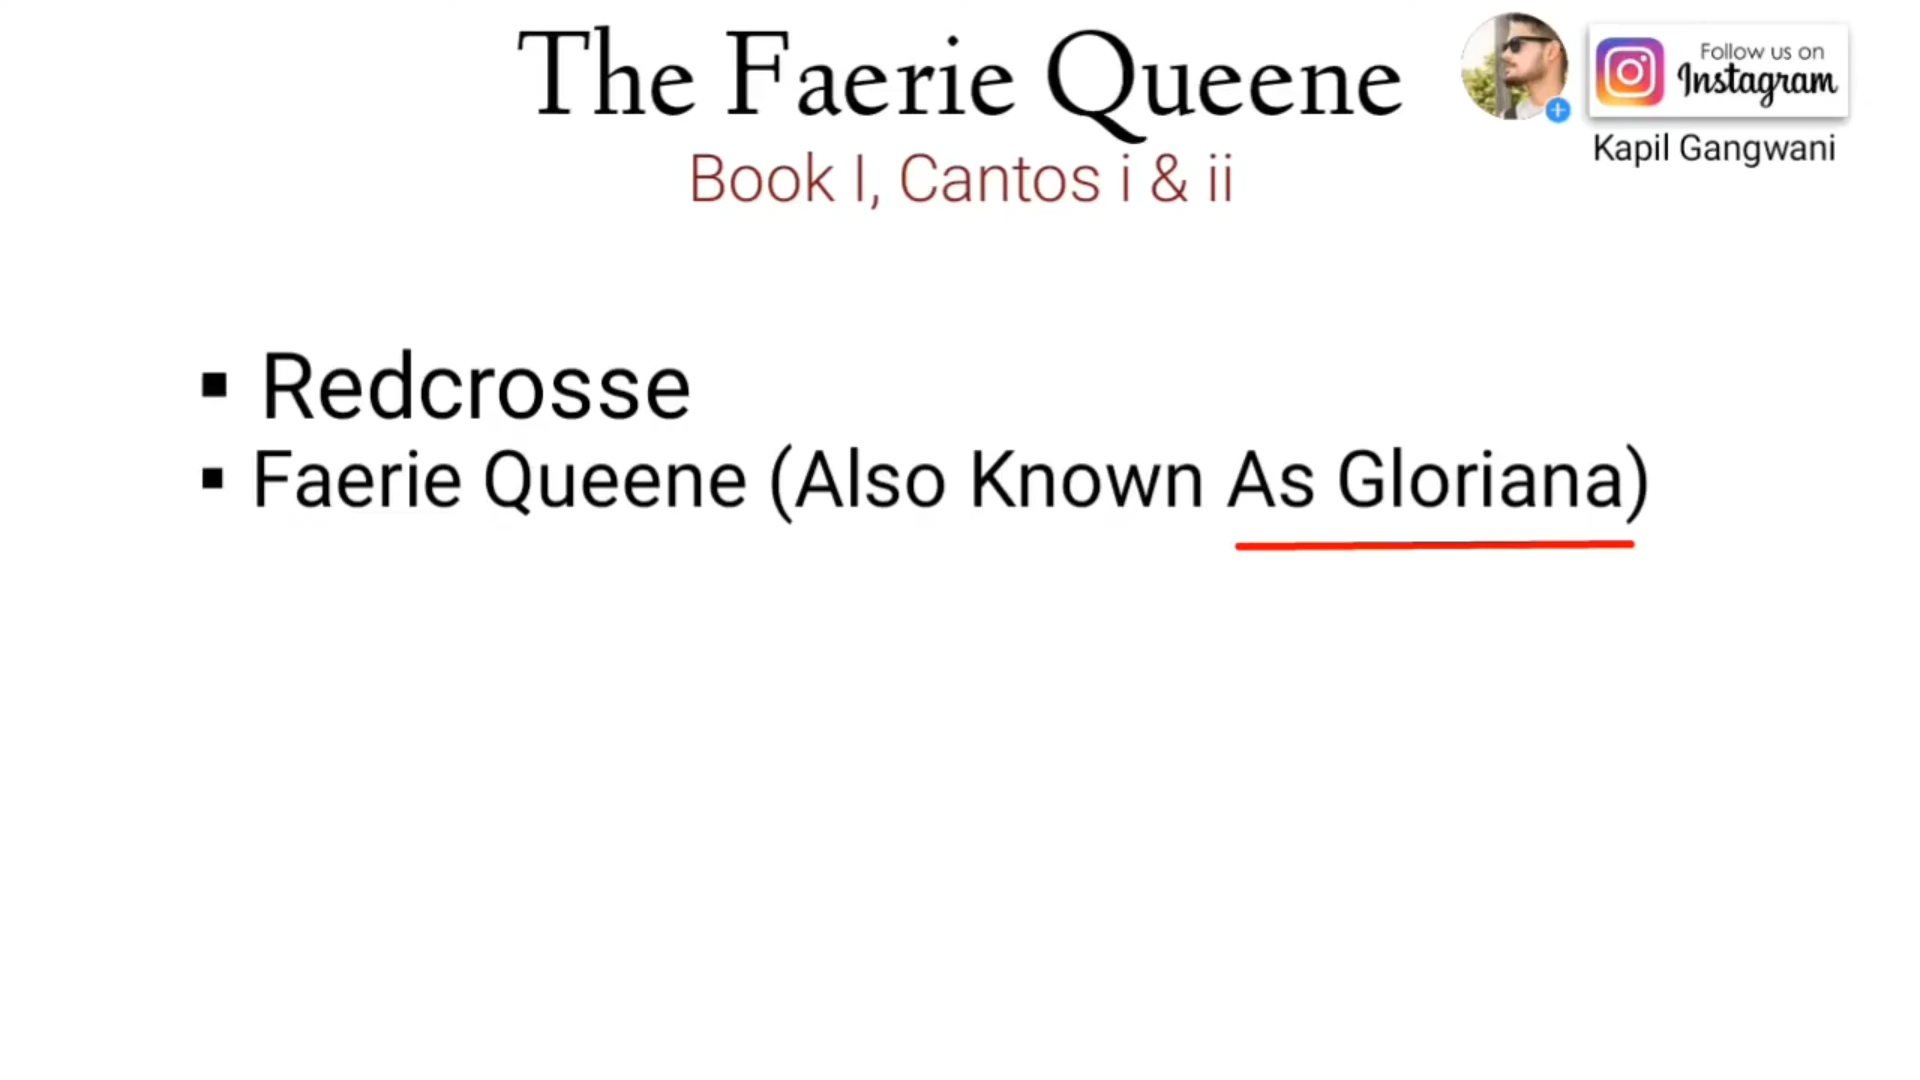 The Faerie Queene
Book I, Cantos i & ii
Follow us on
Instagram
Kapil Gangwani
▪ Redcrosse
▪ Faerie Queene (Also Known As Gloriana)